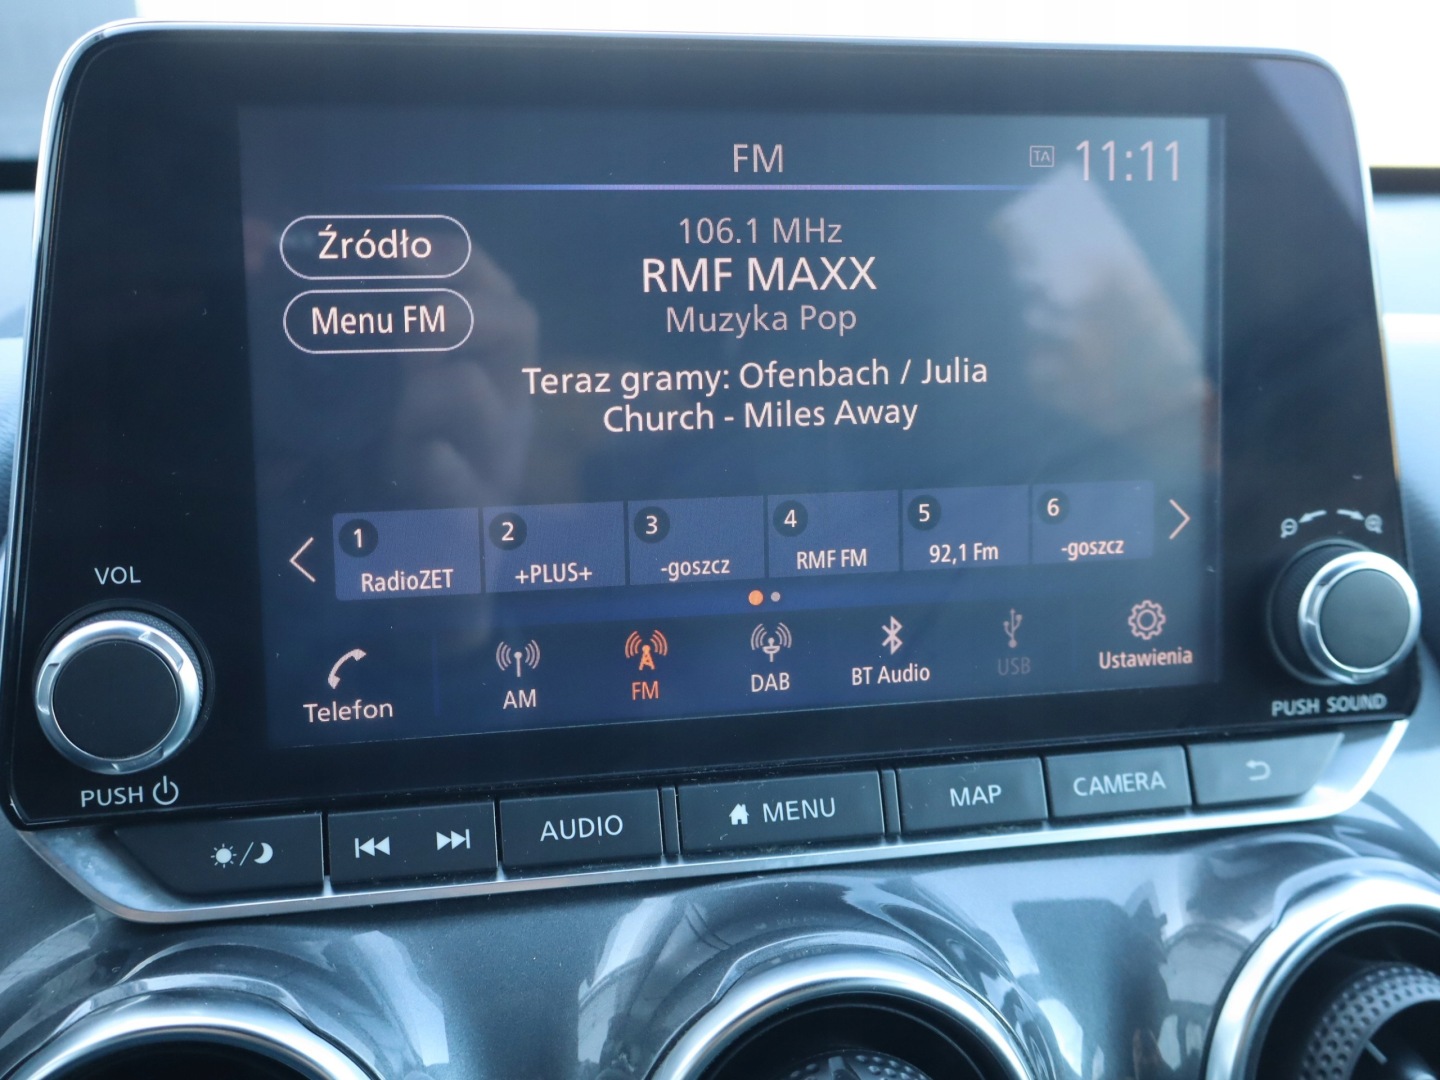 FM
TA 11:11
Źródło
Menu FM
106.1 MHz
RMF MAXX
Muzyka Pop
Teraz gramy: Ofenbach / Julia
Church - Miles Away
1 RadioZET
2 +PLUS+
3 -goszcz
4 RMF FM
5 92,1 Fm
6 -goszcz
Telefon
AM
FM
DAB
BT Audio
USB
Ustawienia
VOL
PUSH
PUSH SOUND
AUDIO
MENU
MAP
CAMERA